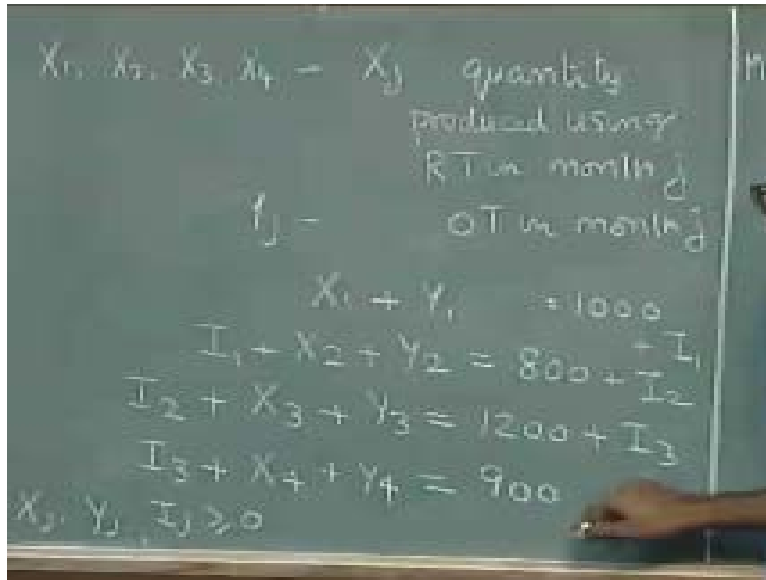 X₁, X₂, X₃, X₄ – Xⱼ quantity
produced using
RT in month j
Yⱼ – OT in month j
X₁ + Y₁ = 1000
+ I₁
I₁ + X₂ + Y₂ = 800 + I₂
I₂ + X₃ + Y₃ = 1200 + I₃
I₃ + X₄ + Y₄ = 900
Xⱼ, Yⱼ, Iⱼ ≥ 0